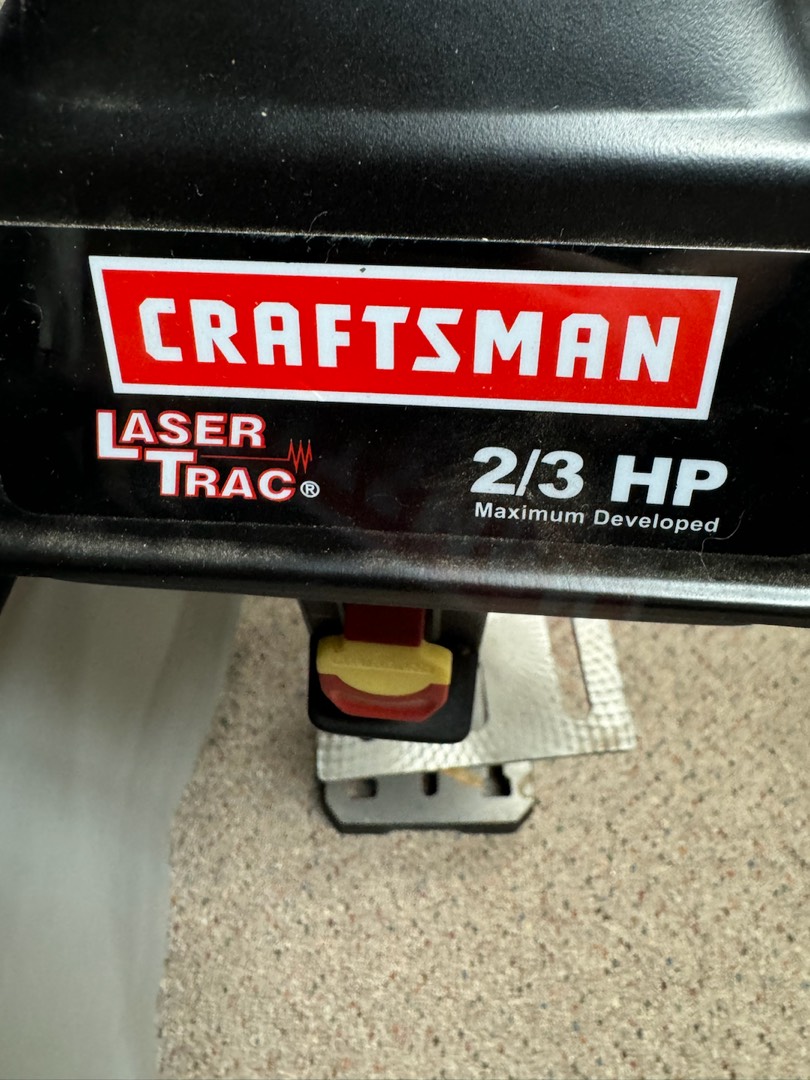 CRAFTSMAN
LASER
TRAC®
2/3 HP
Maximum Developed